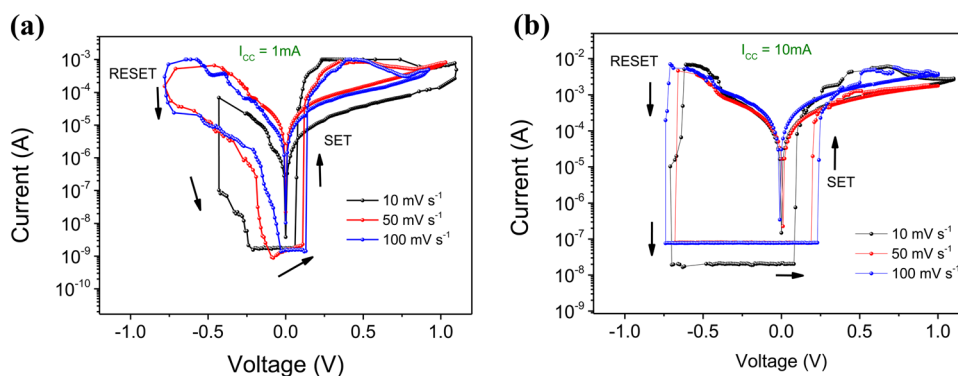 (a)
I_CC = 1mA
RESET
SET
10 mV s⁻¹
50 mV s⁻¹
100 mV s⁻¹
10⁻² 
10⁻³
10⁻⁴
10⁻⁵
10⁻⁶
10⁻⁷
10⁻⁸
10⁻⁹
10⁻¹⁰
Current (A)
-1.0 -0.5 0.0 0.5 1.0
Voltage (V)
(b)
I_CC = 10mA
RESET
SET
10 mV s⁻¹
50 mV s⁻¹
100 mV s⁻¹
10⁻²
10⁻³
10⁻⁴
10⁻⁵
10⁻⁶
10⁻⁷
10⁻⁸
10⁻⁹
Current (A)
-1.0 -0.5 0.0 0.5 1.0
Voltage (V)